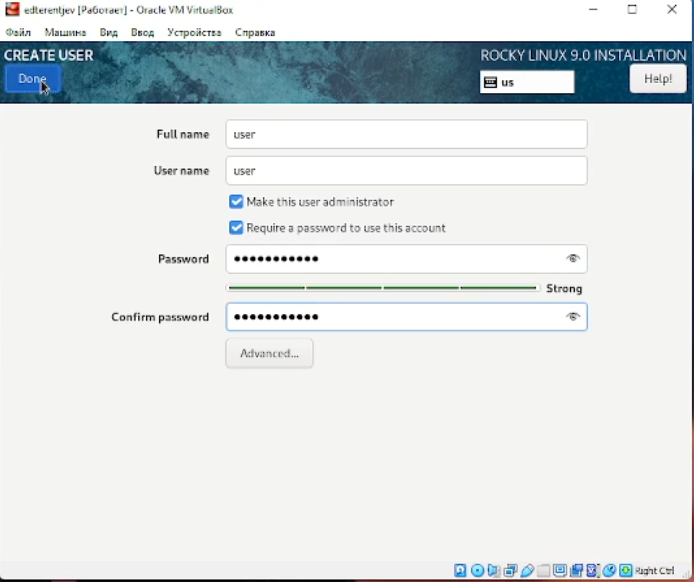 edterentjev [Работает] - Oracle VM VirtualBox
Файл Машина Вид Ввод Устройства Справка
CREATE USER
ROCKY LINUX 9.0 INSTALLATION
Done
us
Help!
Full name
user
User name
user
Make this user administrator
Require a password to use this account
Password
●●●●●●●●●●●
Strong
Confirm password
●●●●●●●●●●●
Advanced...
Right Ctrl